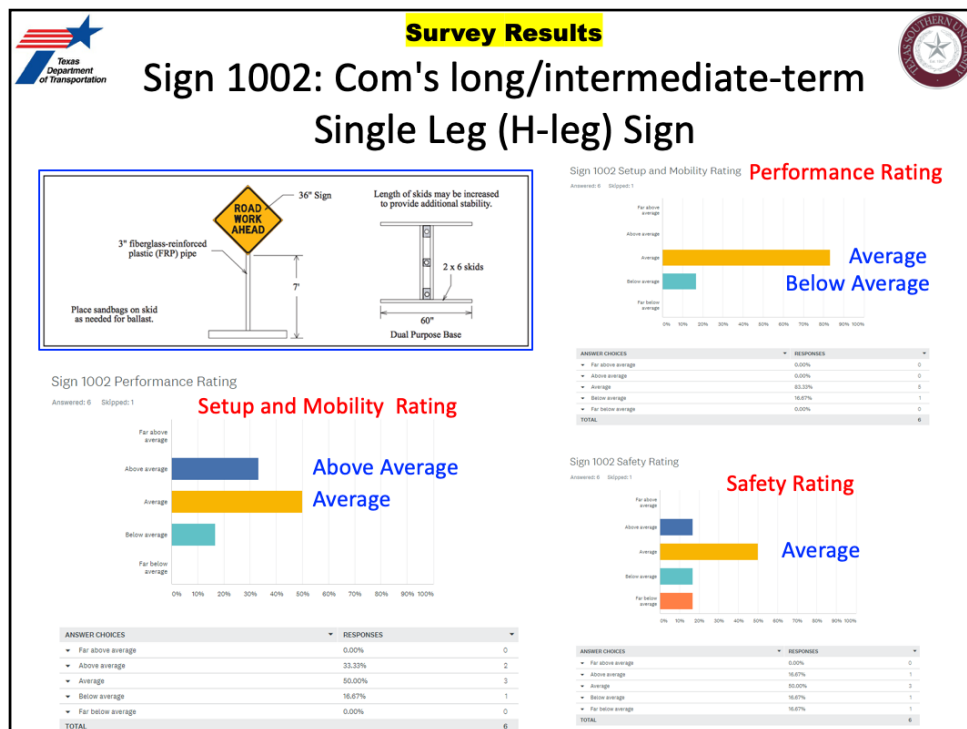 Survey Results
Texas
Department
of Transportation
TEXAS SOUTHERN UNIVERSITY
Sign 1002: Com's long/intermediate-term
Single Leg (H-leg) Sign
36" Sign
ROAD
WORK
AHEAD
3" fiberglass-reinforced
plastic (FRP) pipe
7'
Place sandbags on skid
as needed for ballast.
Length of skids may be increased
to provide additional stability.
2 x 6 skids
60"
Dual Purpose Base
Sign 1002 Setup and Mobility Rating
Performance Rating
Answered: 6 Skipped: 1
Far above
average
Above average
Average
Below average
Far below
average
Average
Below Average
0% 10% 20% 30% 40% 50% 60% 70% 80% 90% 100%
ANSWER CHOICES RESPONSES
Far above average 0.00% 0
Above average 0.00% 0
Average 83.33% 5
Below average 16.67% 1
Far below average 0.00% 0
TOTAL 6
Sign 1002 Performance Rating
Answered: 6 Skipped: 1
Setup and Mobility Rating
Far above
average
Above average
Average
Below average
Far below
average
Above Average
Average
0% 10% 20% 30% 40% 50% 60% 70% 80% 90% 100%
ANSWER CHOICES RESPONSES
Far above average 0.00% 0
Above average 33.33% 2
Average 50.00% 3
Below average 16.67% 1
Far below average 0.00% 0
TOTAL 6
Sign 1002 Safety Rating
Answered: 6 Skipped: 1
Safety Rating
Far above
average
Above average
Average
Below average
Far below
average
Average
0% 10% 20% 30% 40% 50% 60% 70% 80% 90% 100%
ANSWER CHOICES RESPONSES
Far above average 0.00% 0
Above average 16.67% 1
Average 50.00% 3
Below average 16.67% 1
Far below average 16.67% 1
TOTAL 6